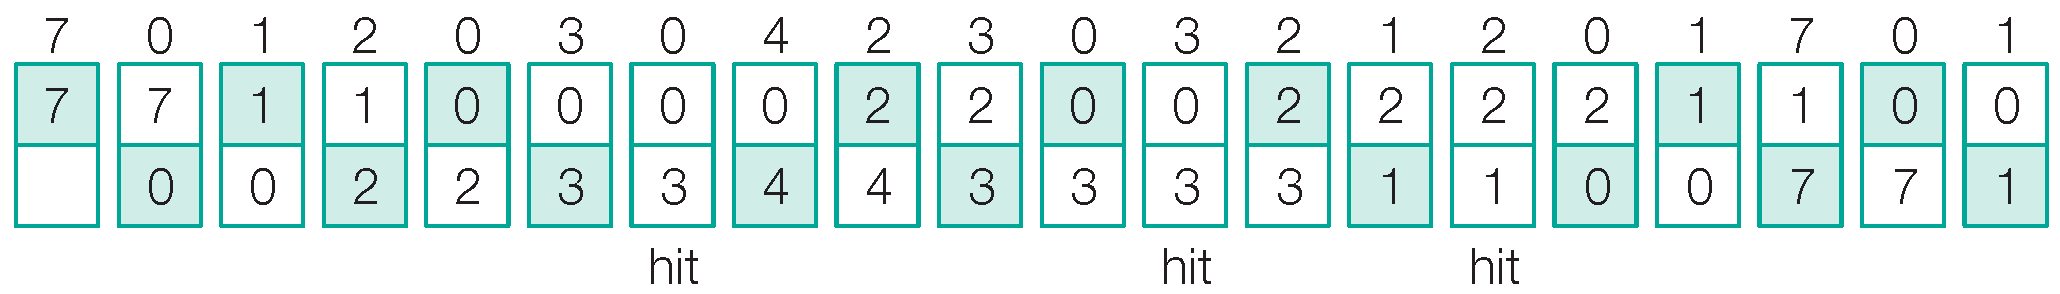 7 0 1 2 0 3 0 4 2 3 0 3 2 1 2 0 1 7 0 1
7 7 1 1 0 0 0 0 2 2 0 0 2 2 2 2 1 1 0 0
0 0 2 2 3 3 4 4 3 3 3 3 1 1 0 0 7 7 1
hit hit hit